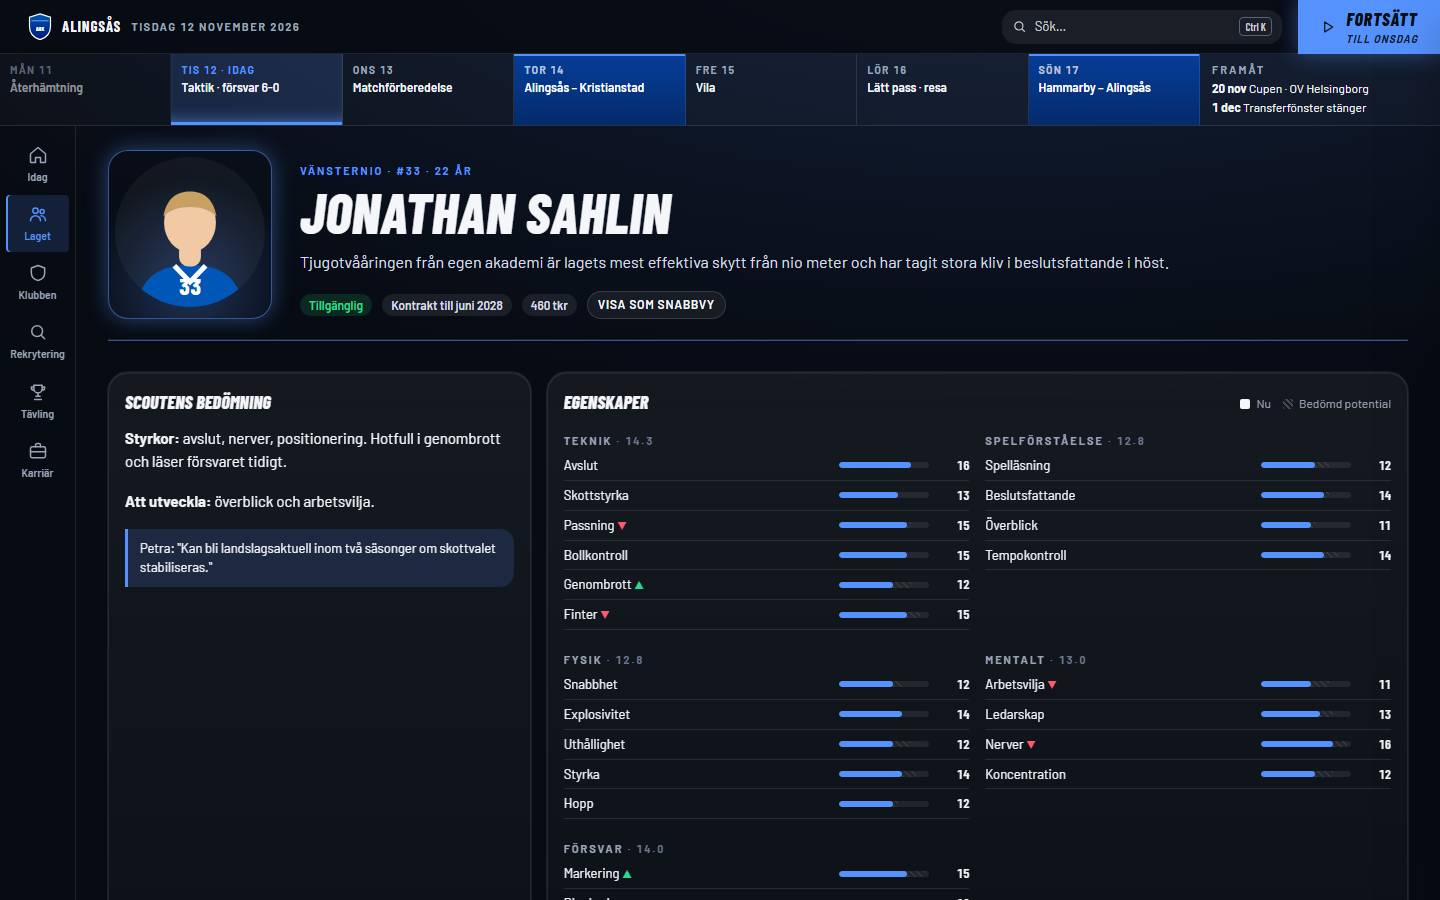 ALINGSÅS TISDAG 12 NOVEMBER 2026
Sök...
Ctrl K
FORTSÄTT
TILL ONSDAG
MÅN 11
Återhämtning
TIS 12 · IDAG
Taktik · försvar 6-0
ONS 13
Matchförberedelse
TOR 14
Alingsås – Kristianstad
FRE 15
Vila
LÖR 16
Lätt pass · resa
SÖN 17
Hammarby – Alingsås
FRAMÅT
20 nov Cupen · OV Helsingborg
1 dec Transferfönster stänger
Idag
Laget
Klubben
Rekrytering
Tävling
Karriär
33
VÄNSTERNIO · #33 · 22 ÅR
JONATHAN SAHLIN
Tjugotvååringen från egen akademi är lagets mest effektiva skytt från nio meter och har tagit stora kliv i beslutsfattande i höst.
Tillgänglig
Kontrakt till juni 2028
460 tkr
VISA SOM SNABBVY
SCOUTENS BEDÖMNING
Styrkor: avslut, nerver, positionering. Hotfull i genombrott
och läser försvaret tidigt.
Att utveckla: överblick och arbetsvilja.
Petra: "Kan bli landslagsaktuell inom två säsonger om skottvalet
stabiliseras."
EGENSKAPER
Nu
Bedömd potential
TEKNIK · 14.3
Avslut 16
Skottstyrka 13
Passning 15
Bollkontroll 15
Genombrott 12
Finter 15
SPELFÖRSTÅELSE · 12.8
Spelläsning 12
Beslutsfattande 14
Överblick 11
Tempokontroll 14
FYSIK · 12.8
Snabbhet 12
Explosivitet 14
Uthållighet 12
Styrka 14
Hopp 12
MENTALT · 13.0
Arbetsvilja 11
Ledarskap 13
Nerver 16
Koncentration 12
FÖRSVAR · 14.0
Markering 15